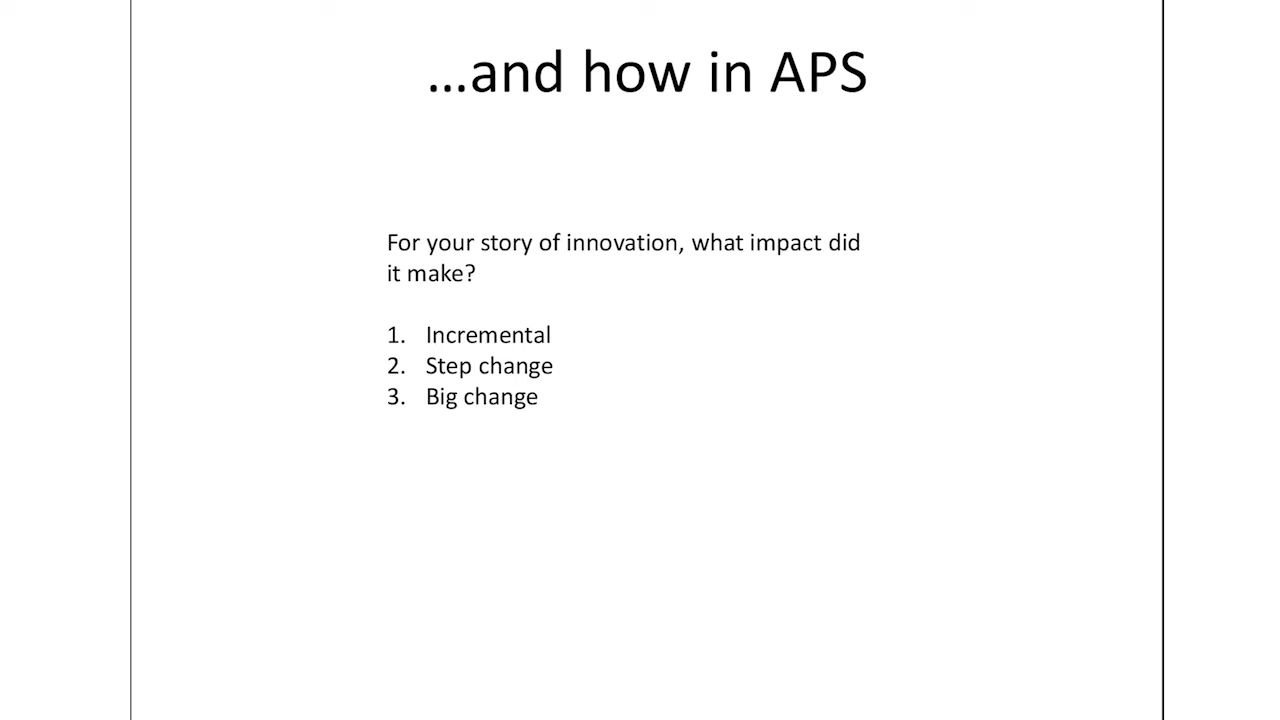 ...and how in APS
For your story of innovation, what impact did
it make?
1. Incremental
2. Step change
3. Big change